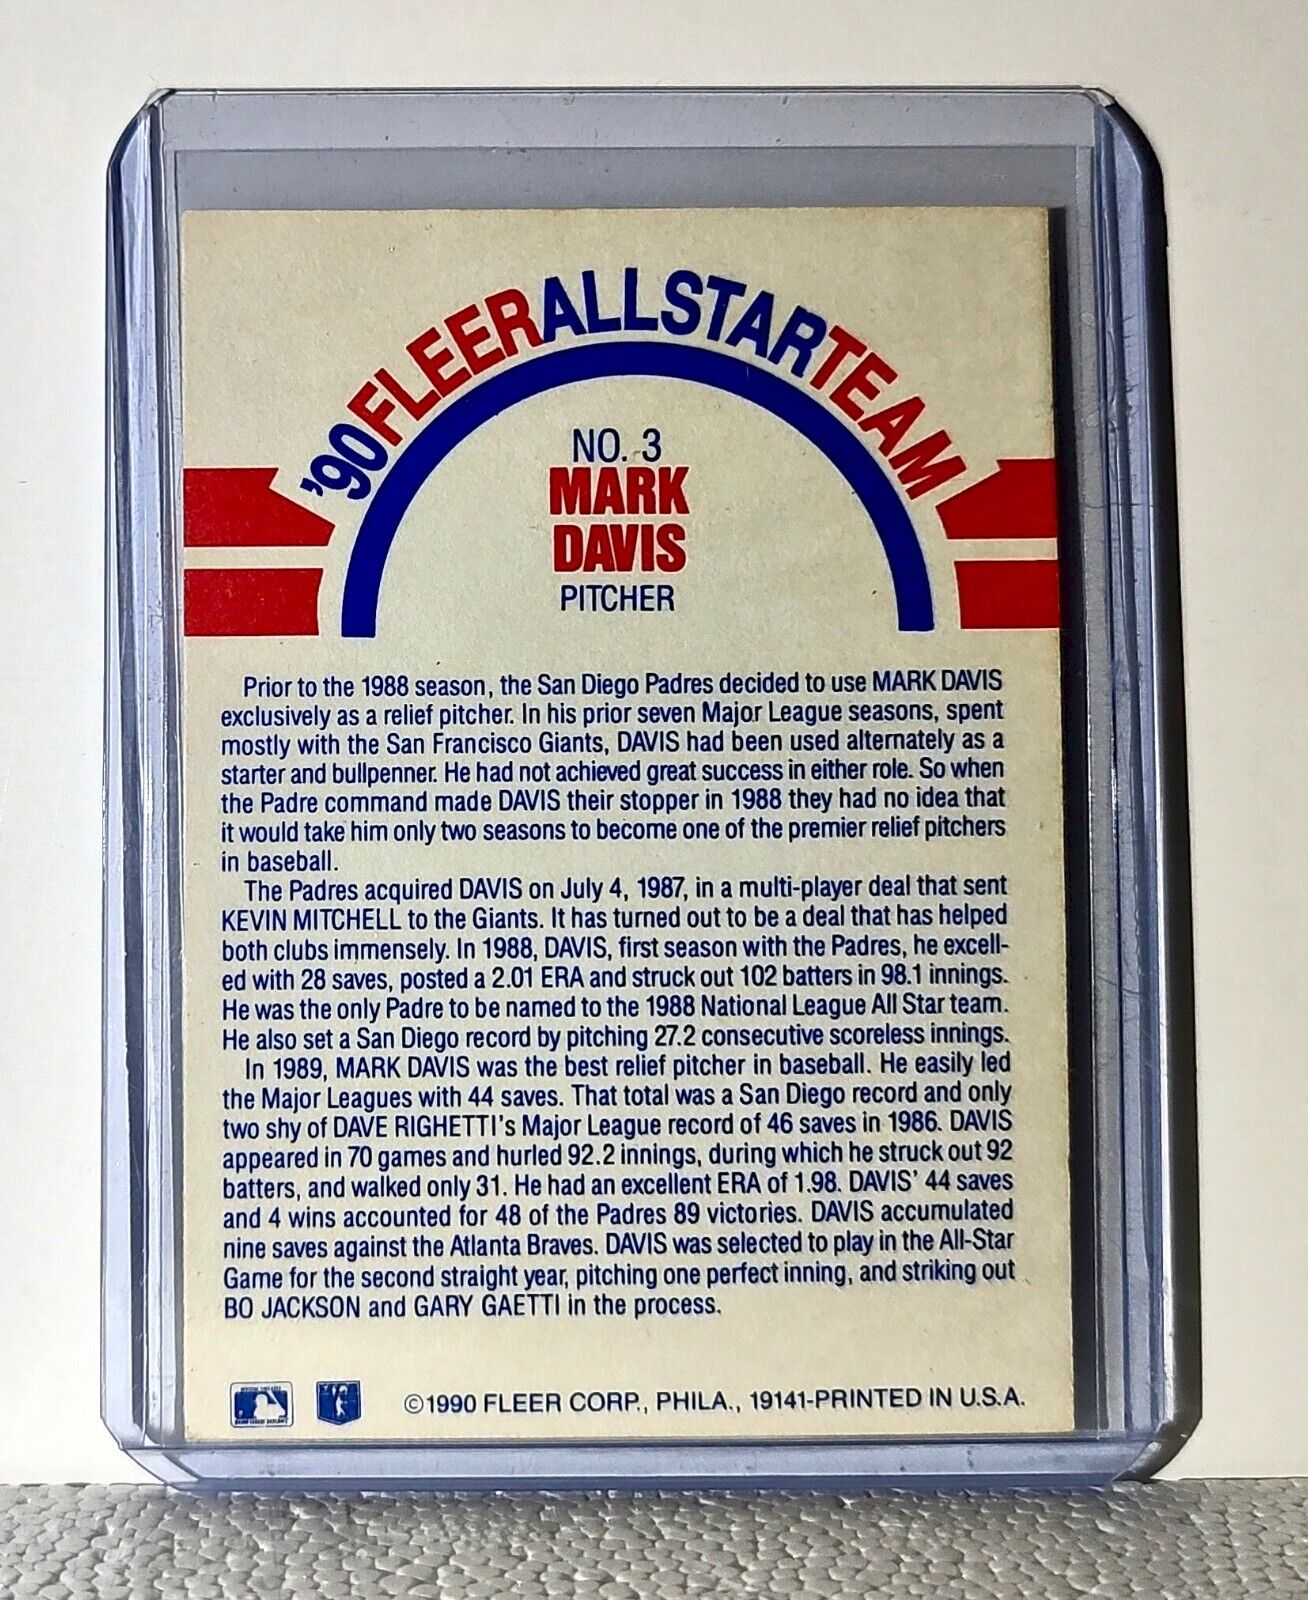 '90 FLEER ALL STAR TEAM
NO. 3
MARK
DAVIS
PITCHER
Prior to the 1988 season, the San Diego Padres decided to use MARK DAVIS
exclusively as a relief pitcher. In his prior seven Major League seasons, spent
mostly with the San Francisco Giants, DAVIS had been used alternately as a
starter and bullpenner. He had not achieved great success in either role. So when
the Padre command made DAVIS their stopper in 1988 they had no idea that
it would take him only two seasons to become one of the premier relief pitchers
in baseball.
The Padres acquired DAVIS on July 4, 1987, in a multi-player deal that sent
KEVIN MITCHELL to the Giants. It has turned out to be a deal that has helped
both clubs immensely. In 1988, DAVIS, first season with the Padres, he excell-
ed with 28 saves, posted a 2.01 ERA and struck out 102 batters in 98.1 innings.
He was the only Padre to be named to the 1988 National League All Star team.
He also set a San Diego record by pitching 27.2 consecutive scoreless innings.
In 1989, MARK DAVIS was the best relief pitcher in baseball. He easily led
the Major Leagues with 44 saves. That total was a San Diego record and only
two shy of DAVE RIGHETTI's Major League record of 46 saves in 1986. DAVIS
appeared in 70 games and hurled 92.2 innings, during which he struck out 92
batters, and walked only 31. He had an excellent ERA of 1.98. DAVIS' 44 saves
and 4 wins accounted for 48 of the Padres 89 victories. DAVIS accumulated
nine saves against the Atlanta Braves. DAVIS was selected to play in the All-Star
Game for the second straight year, pitching one perfect inning, and striking out
BO JACKSON and GARY GAETTI in the process.
©1990 FLEER CORP., PHILA., 19141-PRINTED IN U.S.A.